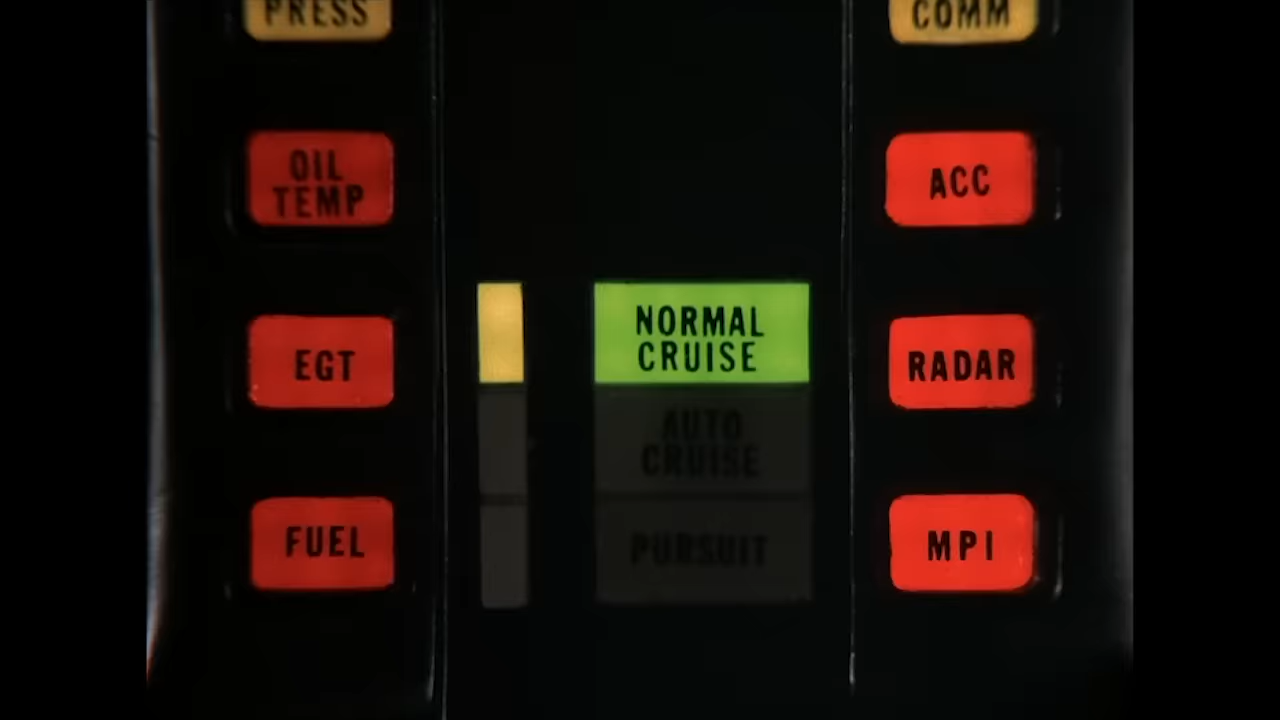 PRESS
COMM
OIL
TEMP
ACC
NORMAL
CRUISE
EGT
RADAR
AUTO
CRUISE
FUEL
PURSUIT
MPI